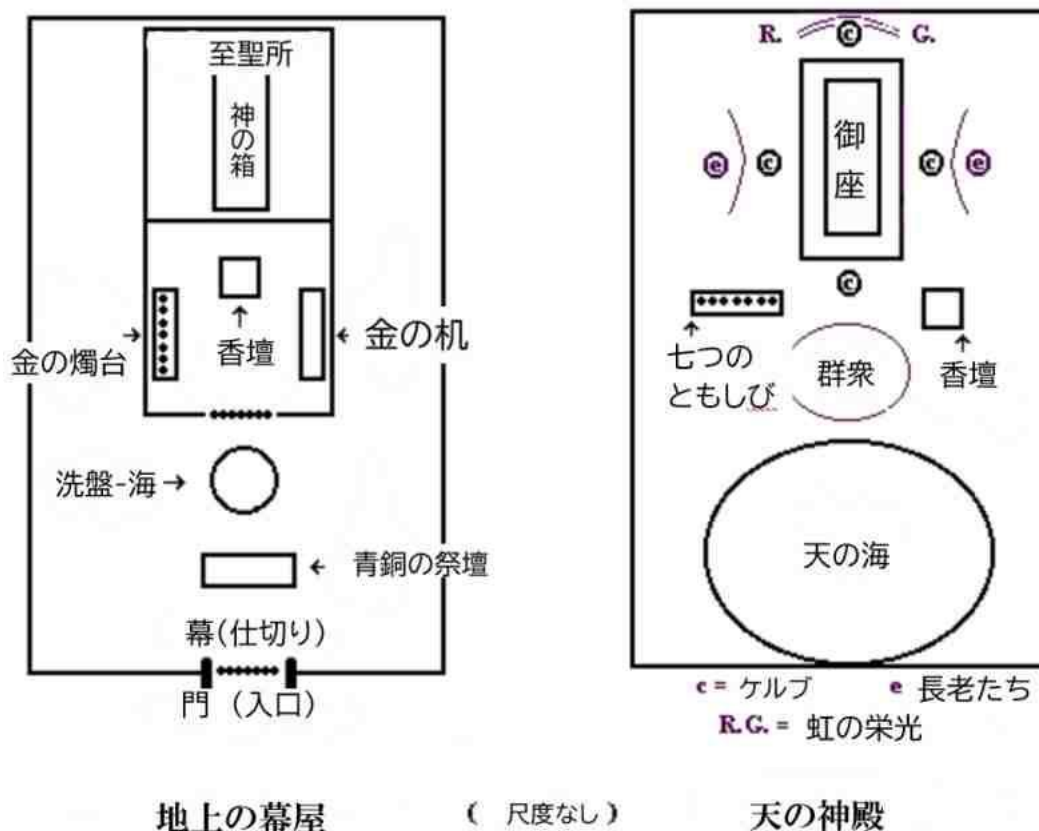 至聖所
神の箱
金の燭台
香壇
金の机
洗盤-海
青銅の祭壇
幕(仕切り)
門 (入口)
地上の幕屋
( 尺度なし )
R. c G.
御座
e c c e
c
七つの
ともしび
群衆
香壇
天の海
c = ケルブ e 長老たち
R.G. = 虹の栄光
天の神殿